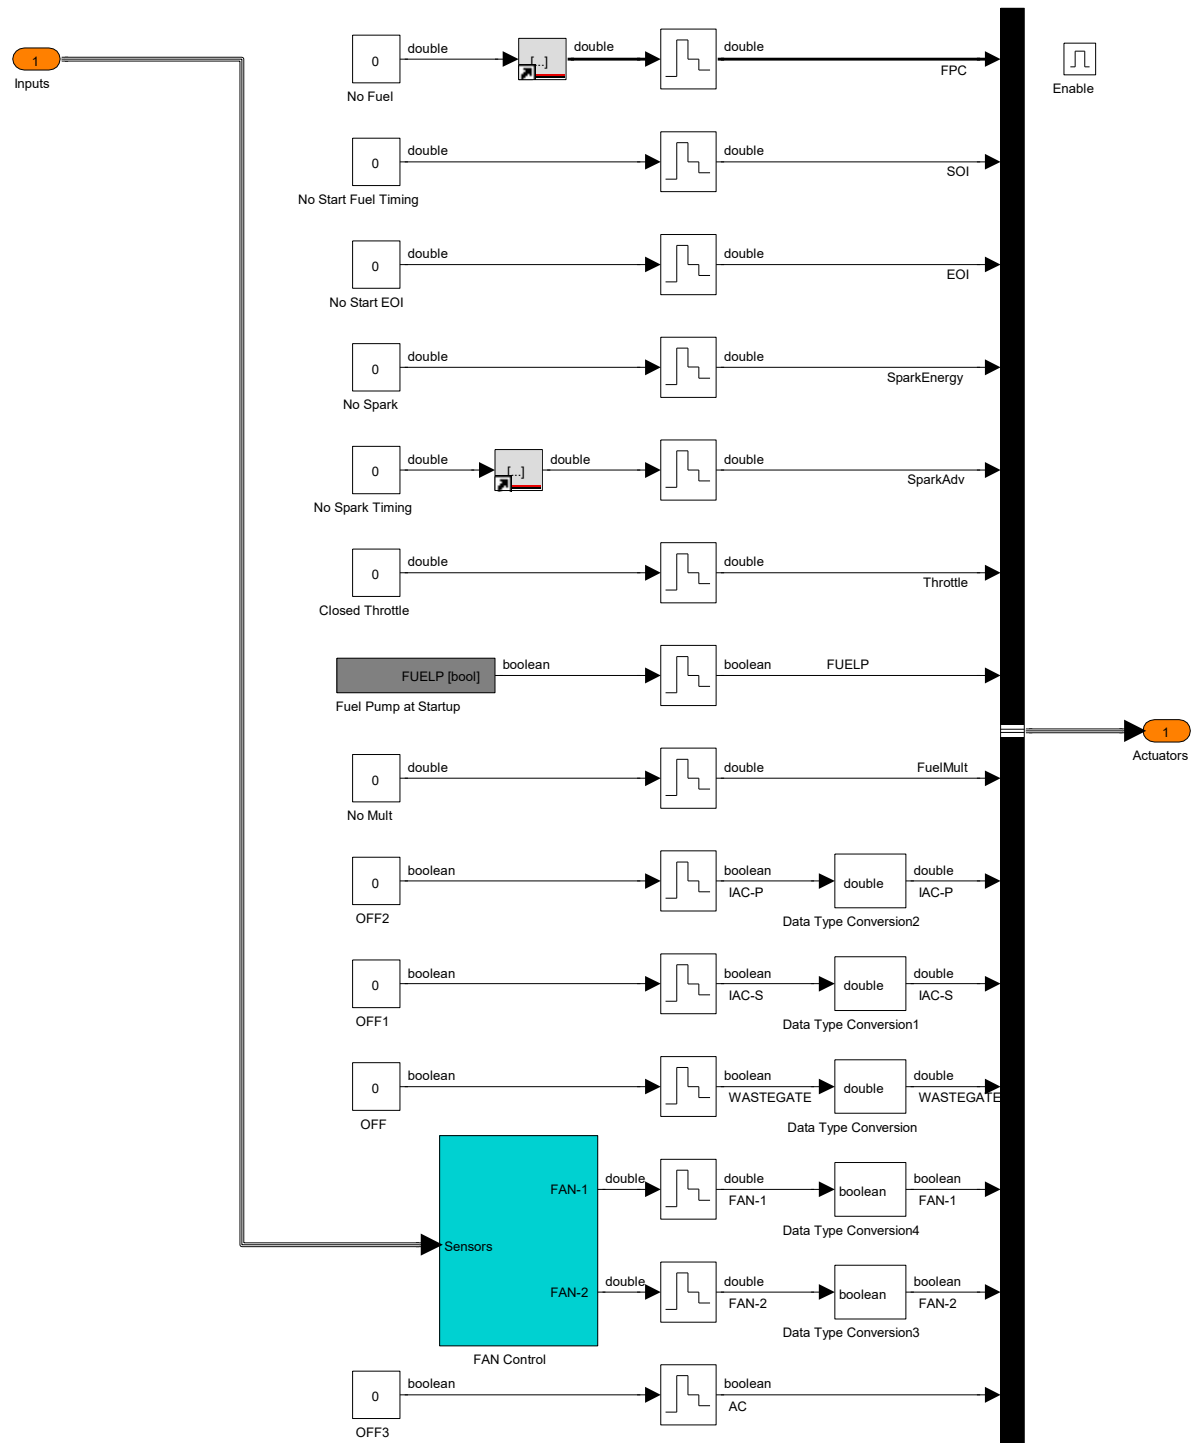 1
Inputs
0
double
[...]
double
double
FPC
No Fuel
Enable
0
double
double
SOI
No Start Fuel Timing
0
double
double
EOI
No Start EOI
0
double
double
SparkEnergy
No Spark
0
double
[...]
double
double
SparkAdv
No Spark Timing
0
double
double
Throttle
Closed Throttle
FUELP [bool]
boolean
boolean
FUELP
Fuel Pump at Startup
1
Actuators
0
double
double
FuelMult
No Mult
0
boolean
boolean
IAC-P
double
double
IAC-P
OFF2
Data Type Conversion2
0
boolean
boolean
IAC-S
double
double
IAC-S
OFF1
Data Type Conversion1
0
boolean
boolean
WASTEGATE
double
double
WASTEGATE
OFF
Data Type Conversion
FAN-1
double
double
FAN-1
boolean
boolean
FAN-1
Data Type Conversion4
Sensors
FAN-2
double
double
FAN-2
boolean
boolean
FAN-2
Data Type Conversion3
FAN Control
0
boolean
boolean
AC
OFF3